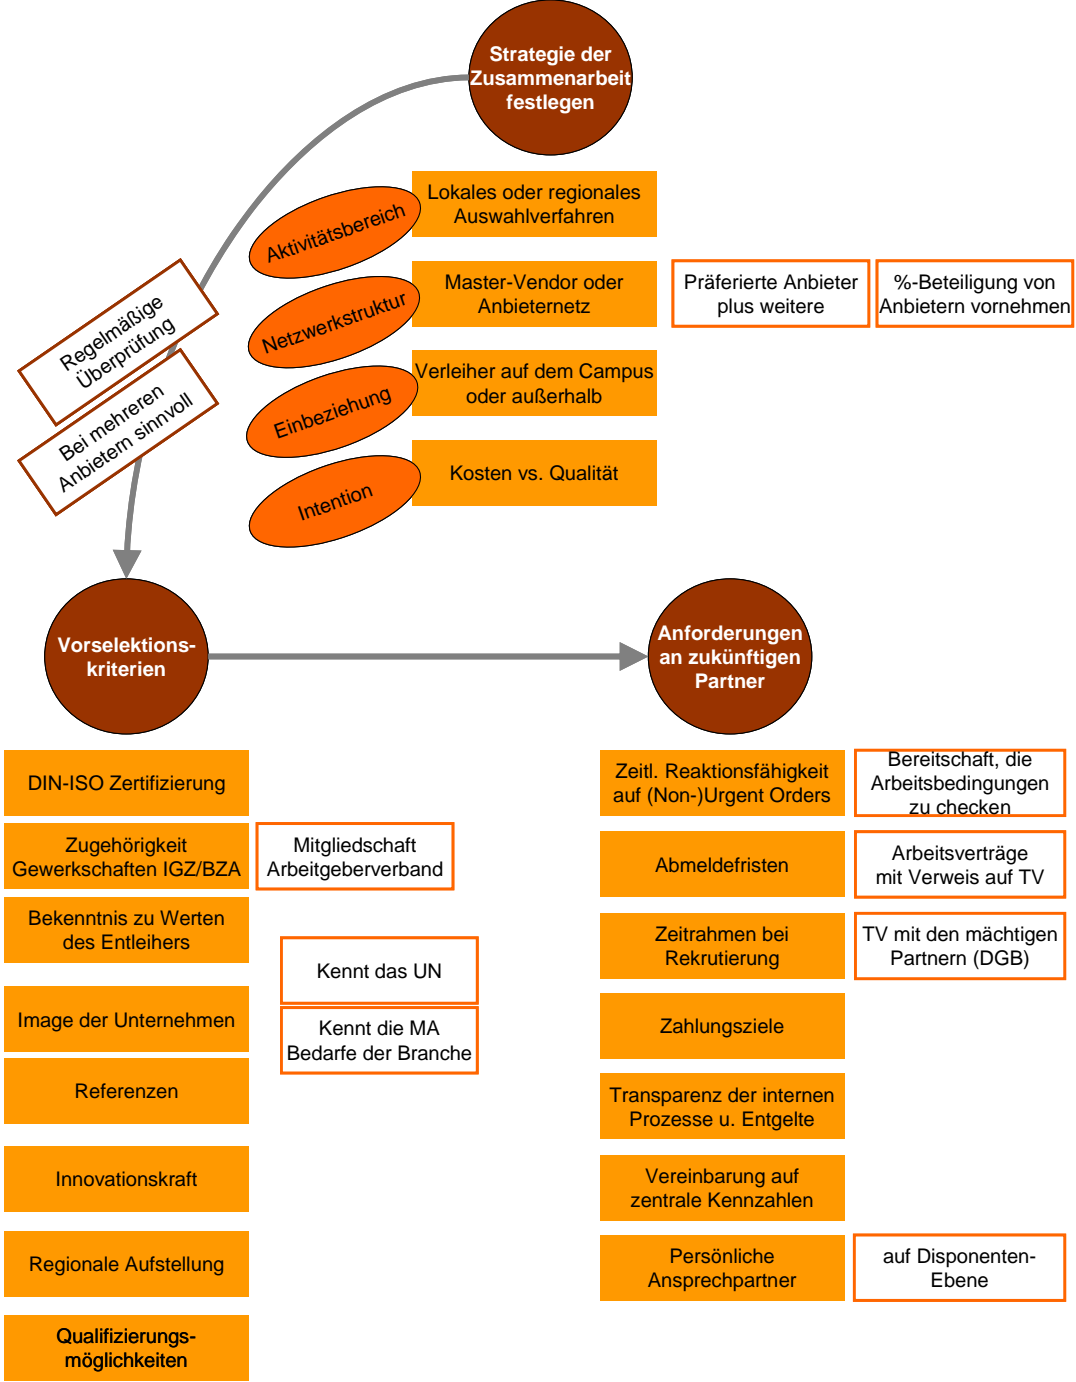 Strategie der
Zusammenarbeit
festlegen
Aktivitätsbereich
Lokales oder regionales
Auswahlverfahren
Netzwerkstruktur
Master-Vendor oder
Anbieternetz
Präferierte Anbieter
plus weitere
%-Beteiligung von
Anbietern vornehmen
Regelmäßige
Überprüfung
Bei mehreren
Anbietern sinnvoll
Einbeziehung
Verleiher auf dem Campus
oder außerhalb
Intention
Kosten vs. Qualität
Vorselektions-
kriterien
Anforderungen
an zukünftigen
Partner
DIN-ISO Zertifizierung
Zugehörigkeit
Gewerkschaften IGZ/BZA
Mitgliedschaft
Arbeitgeberverband
Bekenntnis zu Werten
des Entleihers
Kennt das UN
Image der Unternehmen
Kennt die MA
Bedarfe der Branche
Referenzen
Innovationskraft
Regionale Aufstellung
Qualifizierungs-
möglichkeiten
Zeitl. Reaktionsfähigkeit
auf (Non-)Urgent Orders
Bereitschaft, die
Arbeitsbedingungen
zu checken
Abmeldefristen
Arbeitsverträge
mit Verweis auf TV
Zeitrahmen bei
Rekrutierung
TV mit den mächtigen
Partnern (DGB)
Zahlungsziele
Transparenz der internen
Prozesse u. Entgelte
Vereinbarung auf
zentrale Kennzahlen
Persönliche
Ansprechpartner
auf Disponenten-
Ebene